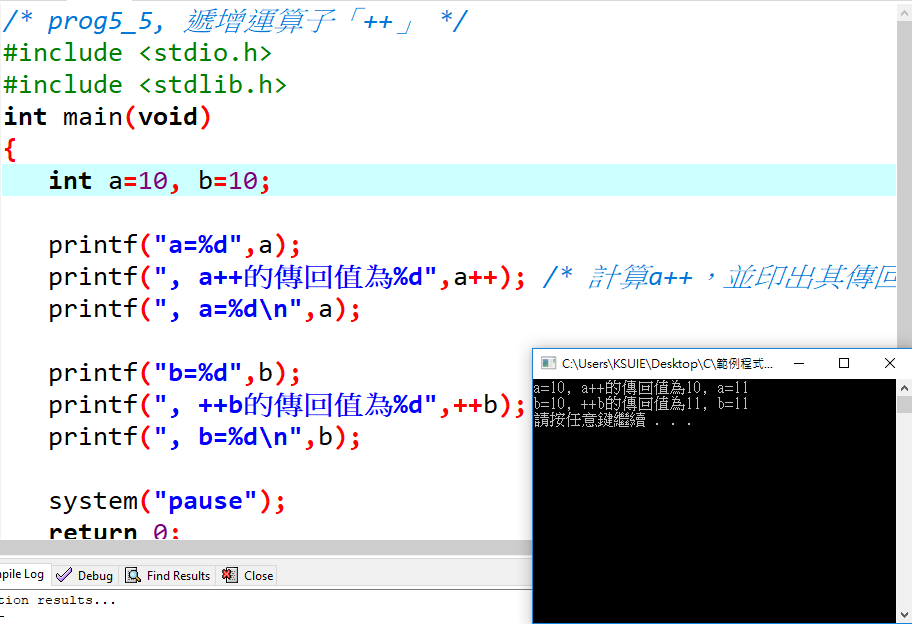 /* prog5_5, 遞增運算子「++」 */
#include <stdio.h>
#include <stdlib.h>
int main(void)
{
int a=10, b=10;
printf("a=%d",a);
printf(", a++的傳回值為%d",a++); /* 計算a++，並印出其傳回
printf(", a=%d\n",a);
printf("b=%d",b);
printf(", ++b的傳回值為%d",++b);
printf(", b=%d\n",b);
system("pause");
return 0;
C:\Users\KSUIE\Desktop\C\範例程式...
a=10, a++的傳回值為10, a=11
b=10, ++b的傳回值為11, b=11
請按任意鍵繼續 . . .
pile Log Debug Find Results Close
tion results...